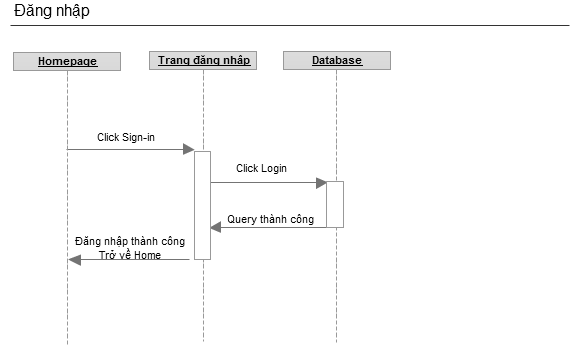 Đăng nhập
Homepage
Trang đăng nhập
Database
Click Sign-in
Click Login
Query thành công
Đăng nhập thành công
Trở về Home